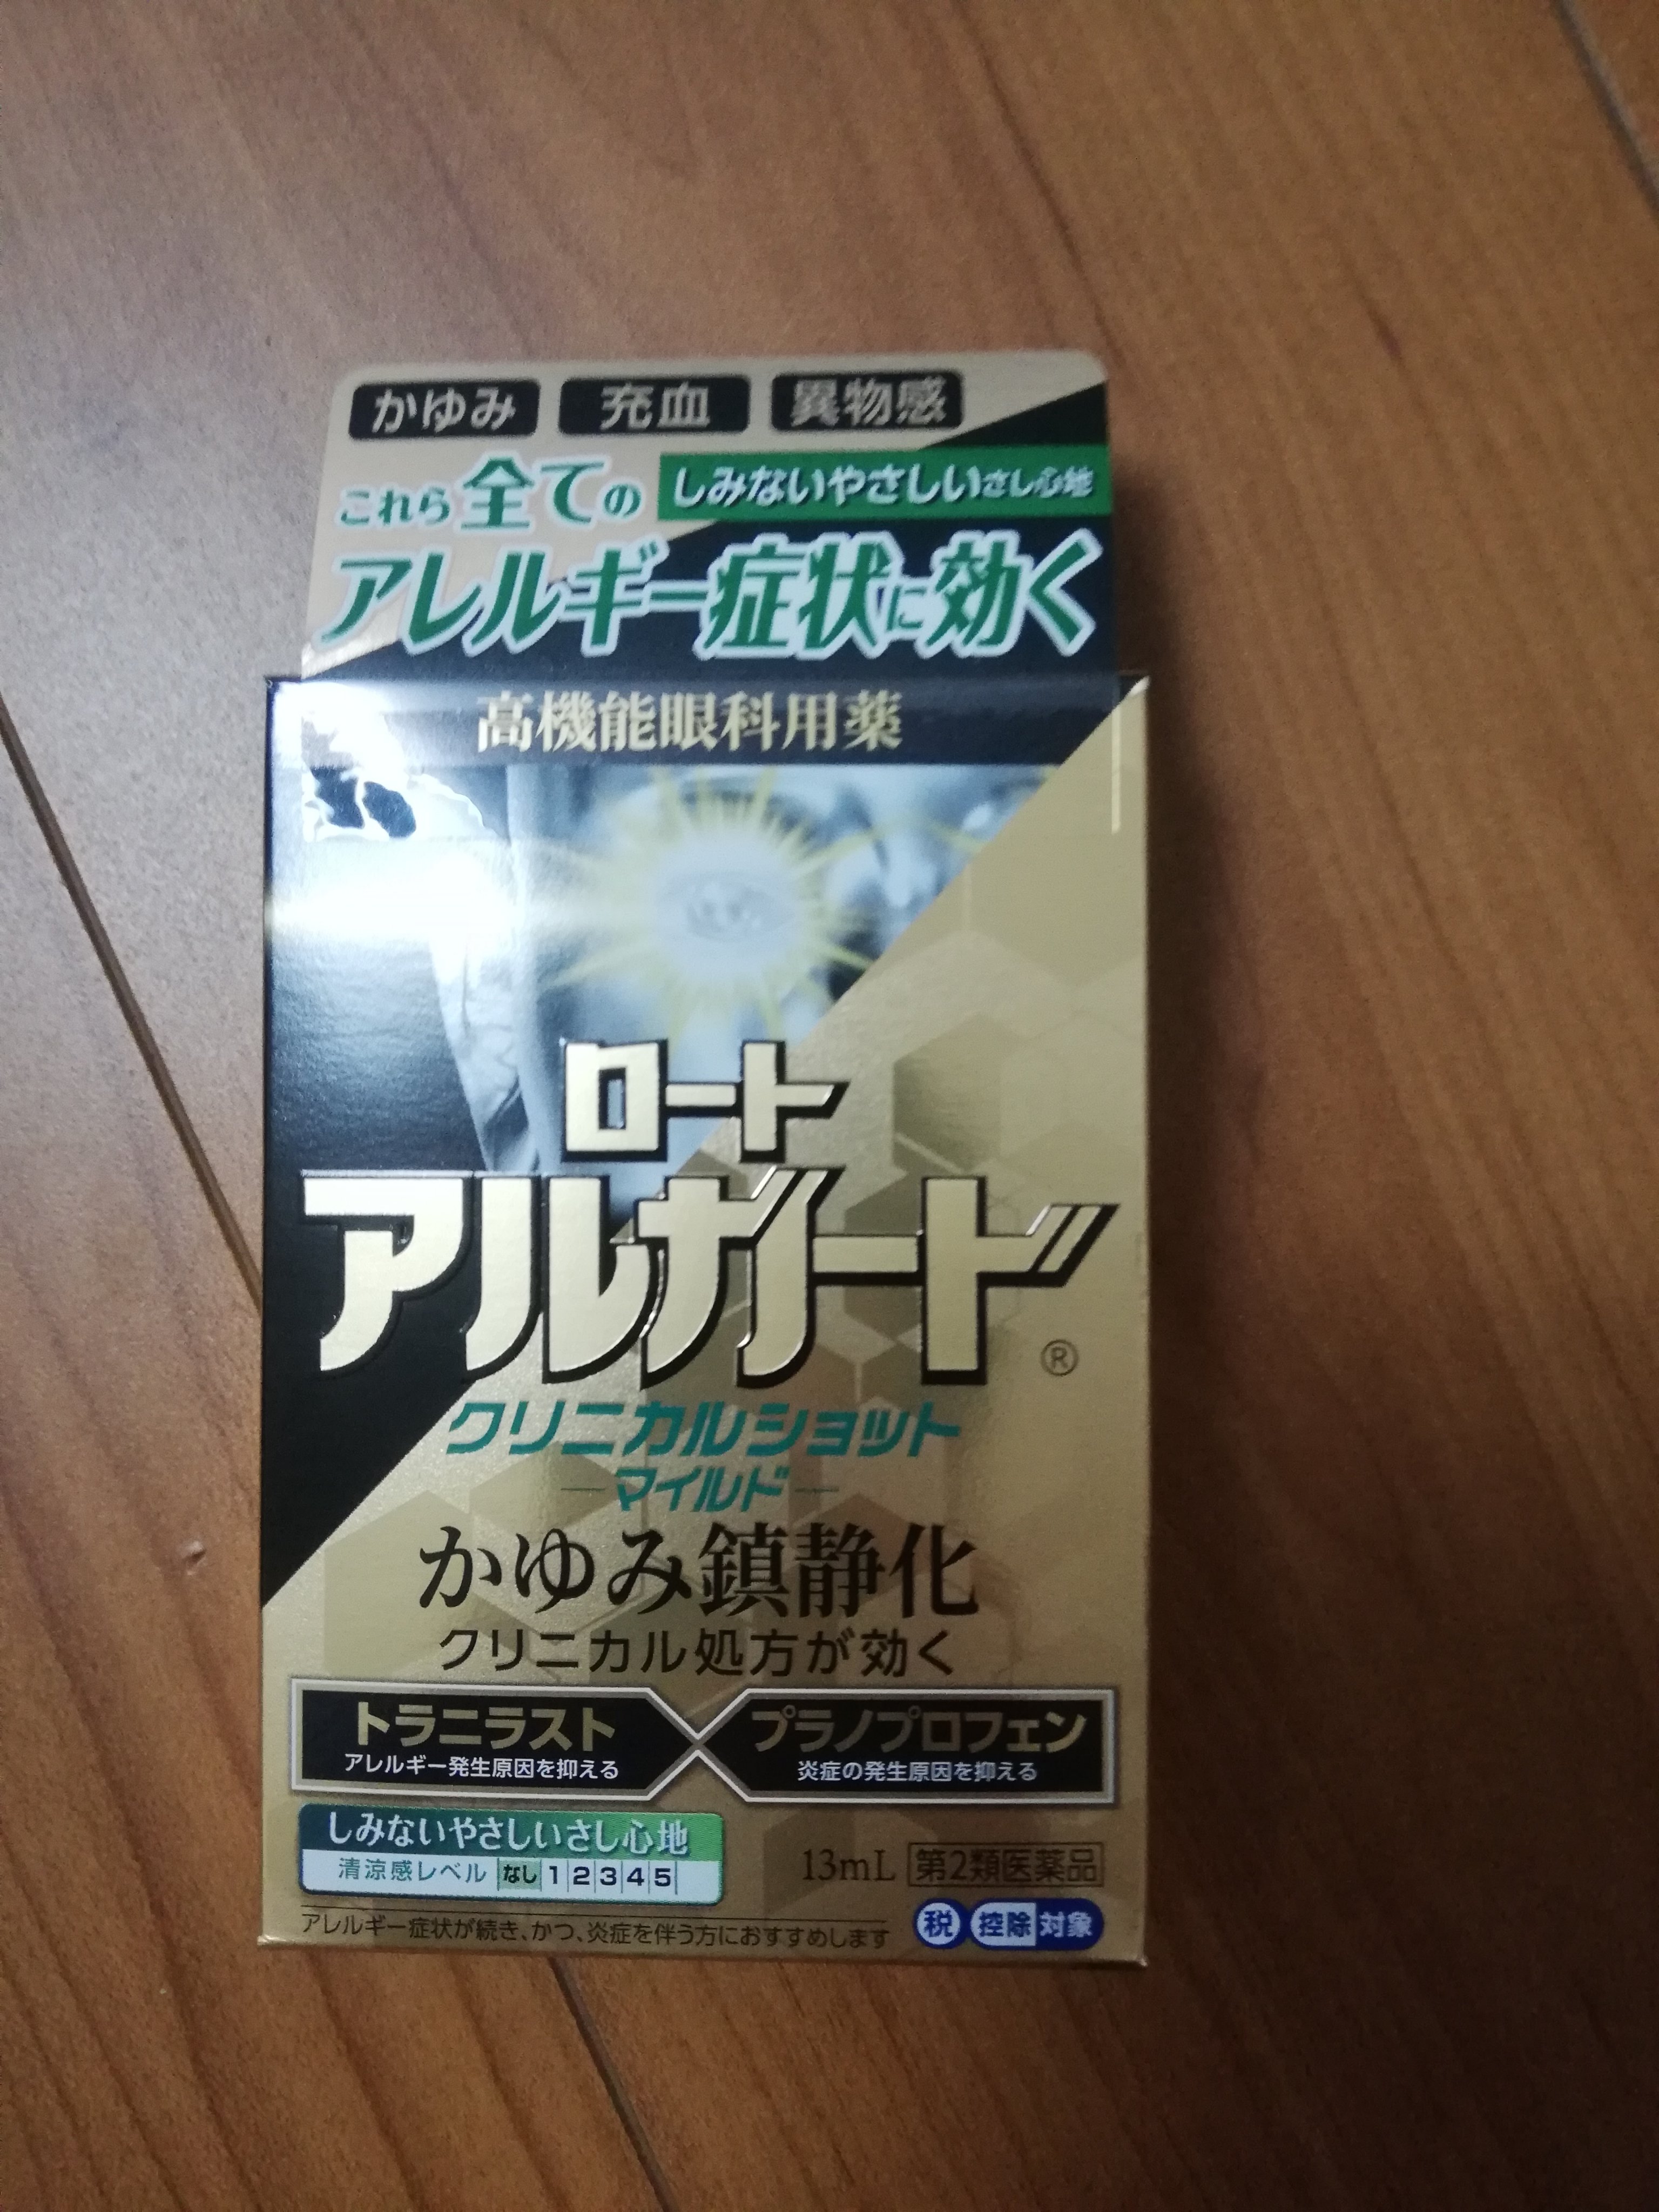 かゆみ 充血 異物感
これら全ての しみないやさしいさし心地
アレルギー症状に効く
高機能眼科用薬
ロート
アルガード®
クリニカルショット
マイルド
かゆみ鎮静化
クリニカル処方が効く
トラニラスト プラノプロフェン
アレルギー発生原因を抑える 炎症の発生原因を抑える
しみないやさしいさし心地
清涼感レベル なし 1 2 3 4 5
13mL 第2類医薬品
アレルギー症状が続き、かつ、炎症を伴う方におすすめします
税 控除対象